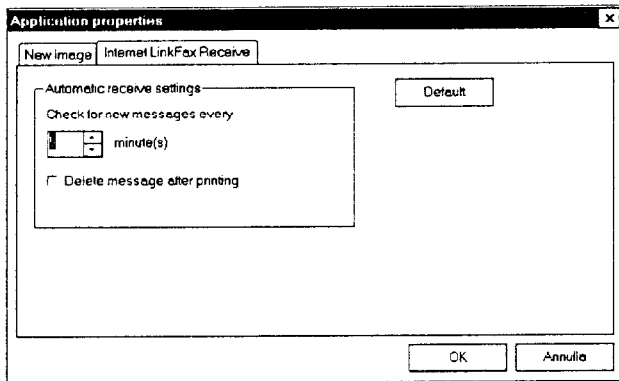 Application properties
New image Internet LinkFax Receive
Automatic receive settings
Default
Check for new messages every
minute(s)
Delete message after printing
OK Annulla